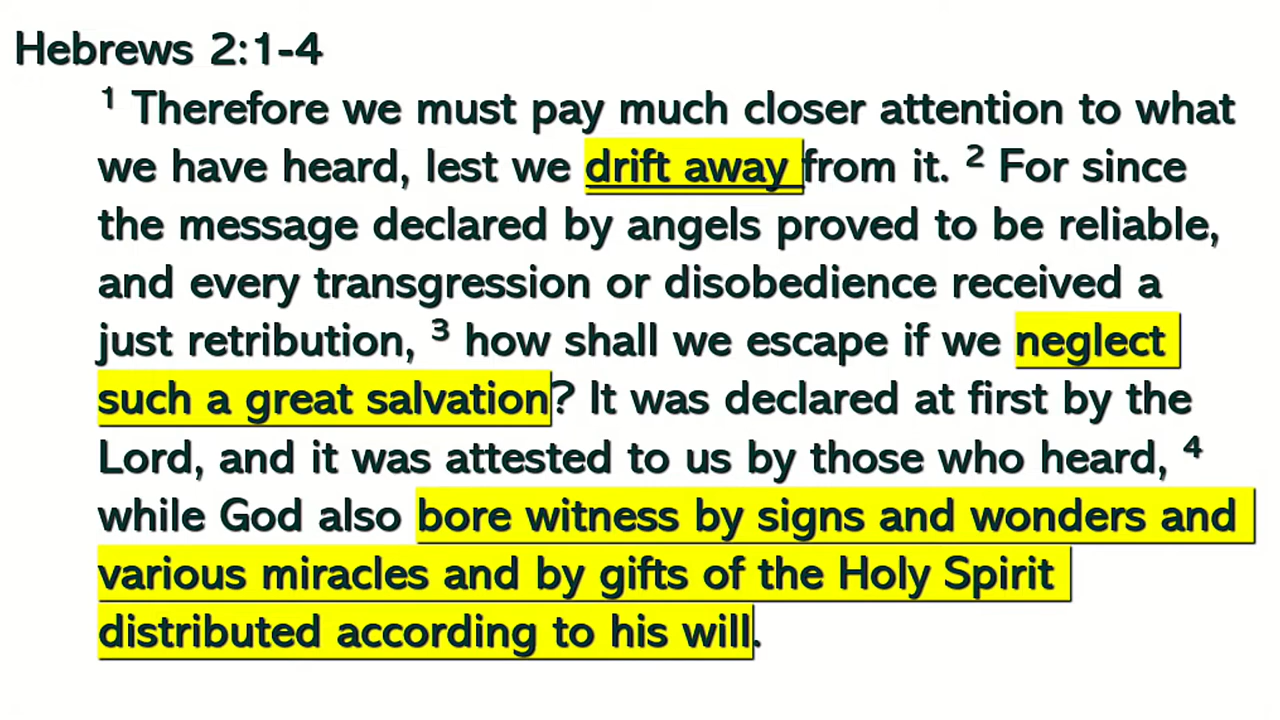 Hebrews 2:1-4
¹ Therefore we must pay much closer attention to what
we have heard, lest we drift away from it. ² For since
the message declared by angels proved to be reliable,
and every transgression or disobedience received a
just retribution, ³ how shall we escape if we neglect
such a great salvation? It was declared at first by the
Lord, and it was attested to us by those who heard, ⁴
while God also bore witness by signs and wonders and
various miracles and by gifts of the Holy Spirit
distributed according to his will.